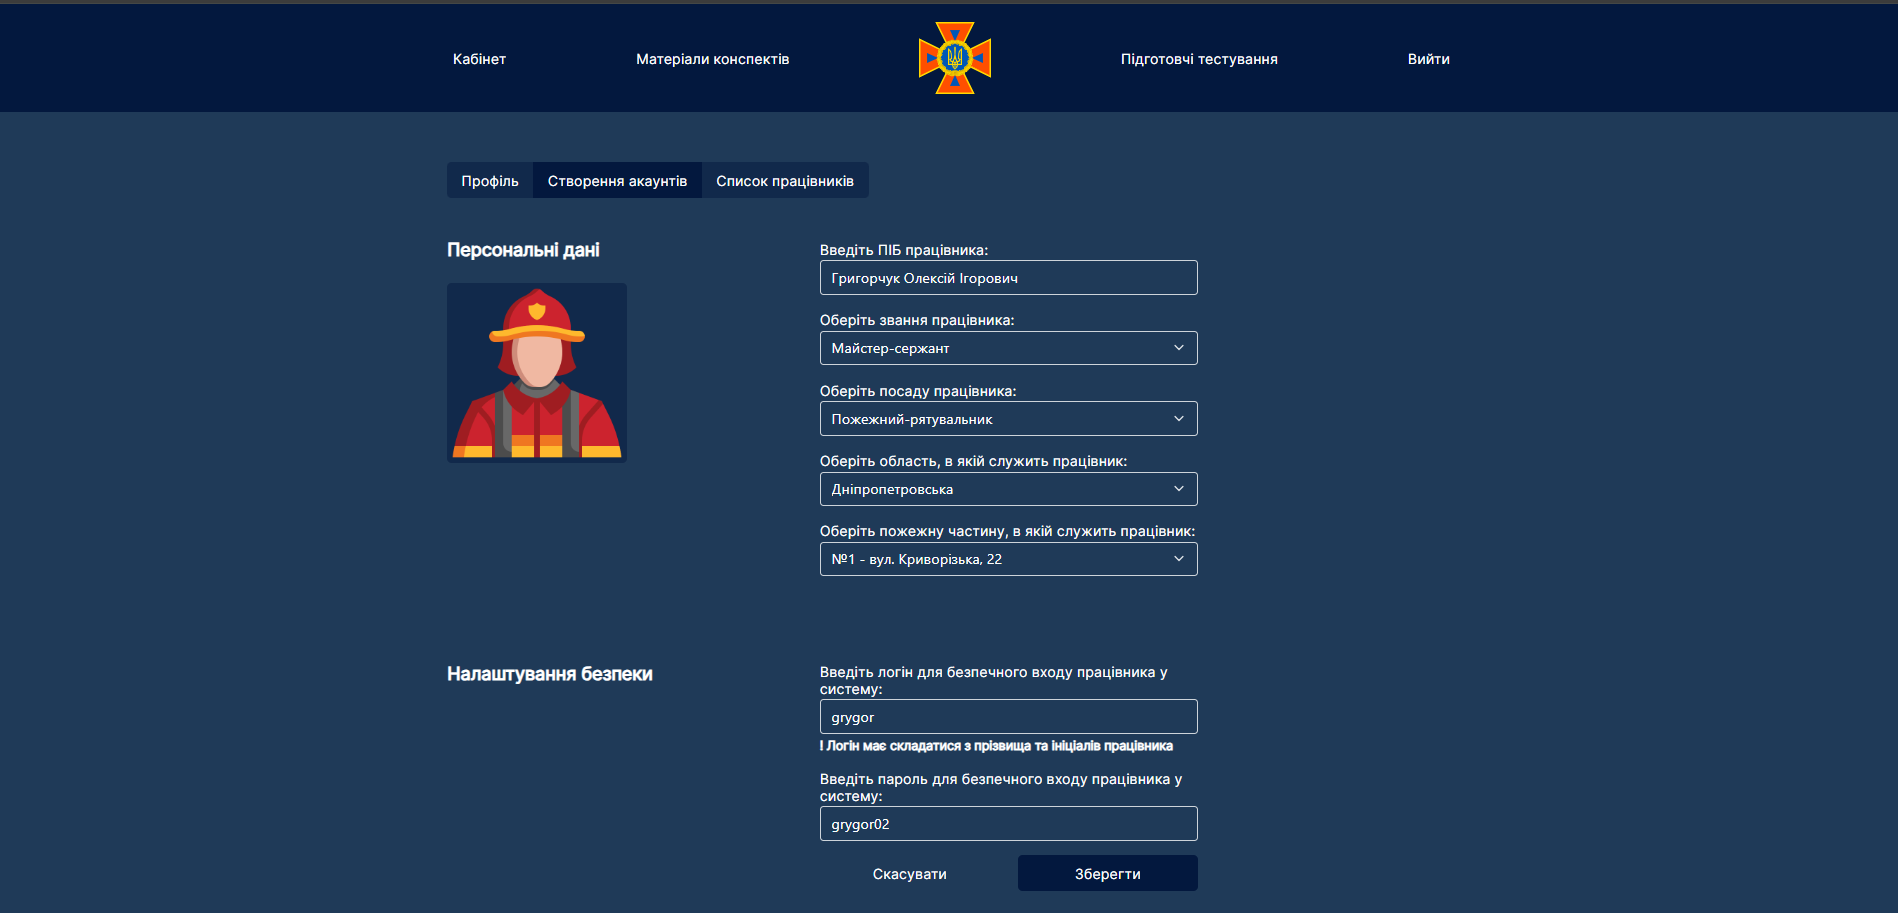 Кабінет
Матеріали конспектів
Підготовчі тестування
Вийти
Профіль
Створення акаунтів
Список працівників
Персональні дані
Введіть ПІБ працівника:
Григорчук Олексій Ігорович
Оберіть звання працівника:
Майстер-сержант
Оберіть посаду працівника:
Пожежний-рятувальник
Оберіть область, в якій служить працівник:
Дніпропетровська
Оберіть пожежну частину, в якій служить працівник:
№1 - вул. Криворізька, 22
Налаштування безпеки
Введіть логін для безпечного входу працівника у
систему:
grygor
! Логін має складатися з прізвища та ініціалів працівника
Введіть пароль для безпечного входу працівника у
систему:
grygor02
Скасувати
Зберегти